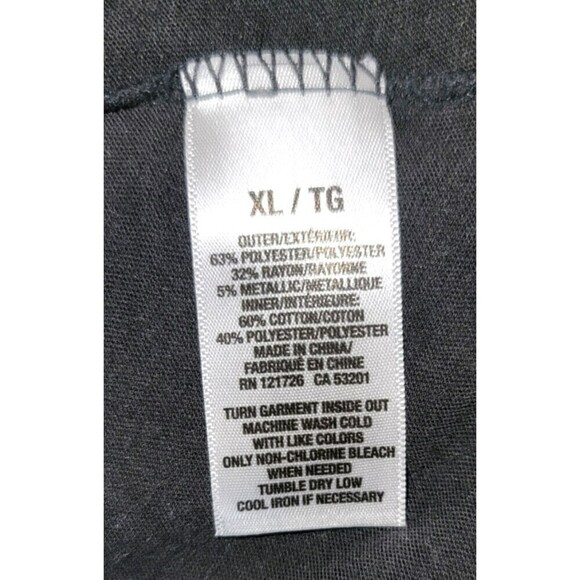 XL / TG
OUTER/EXTÉRIEUR:
63% POLYESTER/POLYESTER
32% RAYON/RAYONNE
5% METALLIC/METALLIQUE
INNER/INTÉRIEURE:
60% COTTON/COTON
40% POLYESTER/POLYESTER
MADE IN CHINA/
FABRIQUÉ EN CHINE
RN 121726 CA 53201
TURN GARMENT INSIDE OUT
MACHINE WASH COLD
WITH LIKE COLORS
ONLY NON-CHLORINE BLEACH
WHEN NEEDED
TUMBLE DRY LOW
COOL IRON IF NECESSARY